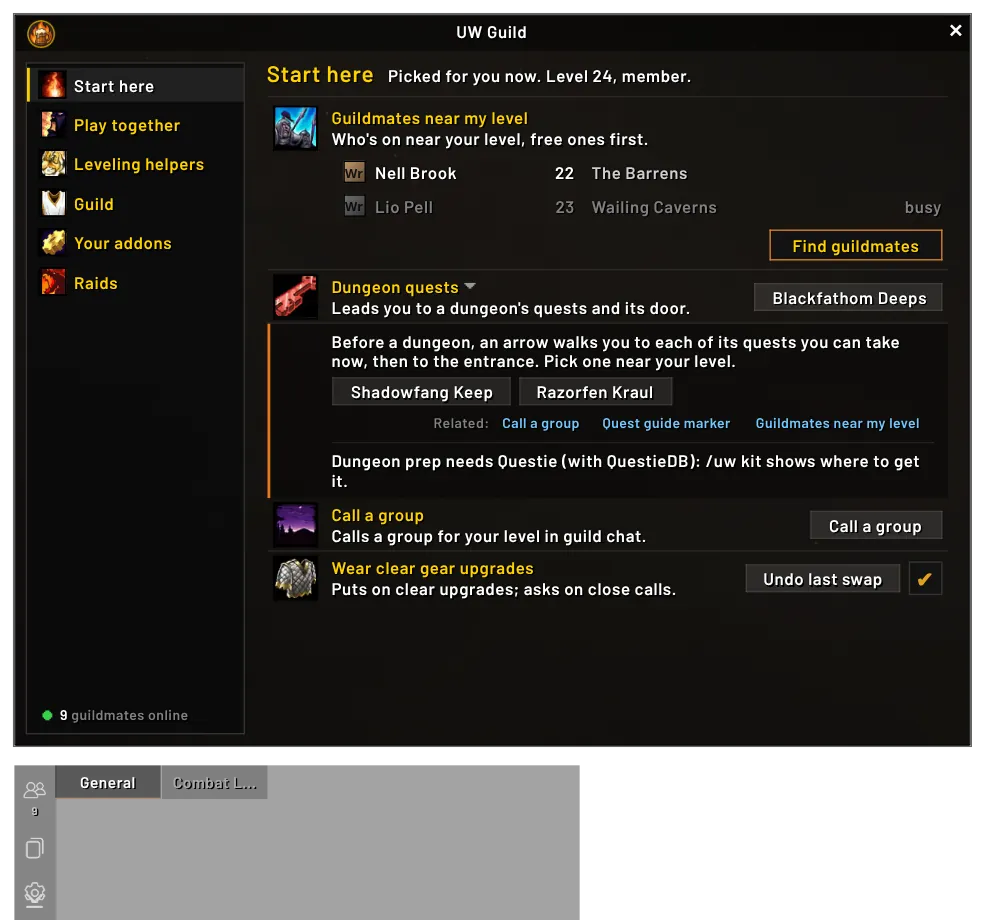 UW Guild
Start here
Play together
Leveling helpers
Guild
Your addons
Raids
9 guildmates online
Start here Picked for you now. Level 24, member.
Guildmates near my level
Who's on near your level, free ones first.
Wr Nell Brook 22 The Barrens
Wr Lio Pell 23 Wailing Caverns busy
Find guildmates
Dungeon quests
Leads you to a dungeon's quests and its door.
Blackfathom Deeps
Before a dungeon, an arrow walks you to each of its quests you can take
now, then to the entrance. Pick one near your level.
Shadowfang Keep Razorfen Kraul
Related: Call a group Quest guide marker Guildmates near my level
Dungeon prep needs Questie (with QuestieDB): /uw kit shows where to get
it.
Call a group
Calls a group for your level in guild chat.
Call a group
Wear clear gear upgrades
Puts on clear upgrades; asks on close calls.
Undo last swap
General Combat L...
9